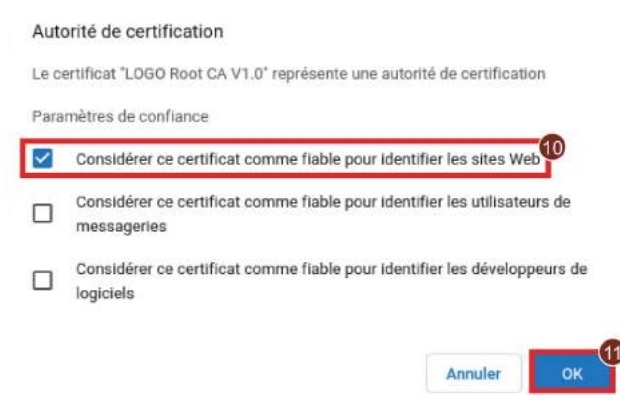 Autorité de certification
Le certificat "LOGO Root CA V1.0" représente une autorité de certification
Paramètres de confiance
10
Considérer ce certificat comme fiable pour identifier les sites Web
Considérer ce certificat comme fiable pour identifier les utilisateurs de
messageries
Considérer ce certificat comme fiable pour identifier les développeurs de
logiciels
11
Annuler OK